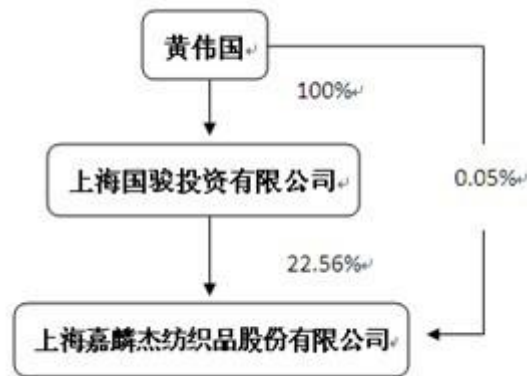 黄伟国
100%
上海国骏投资有限公司
0.05%
22.56%
上海嘉麟杰纺织品股份有限公司